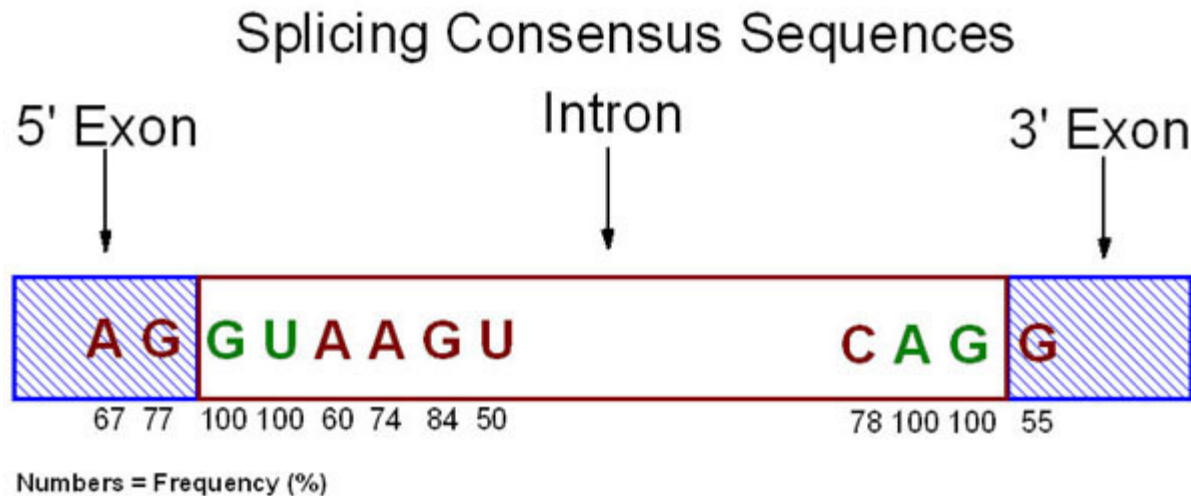 Splicing Consensus Sequences
5' Exon
Intron
3' Exon
A G G U A A G U C A G G
67 77 100 100 60 74 84 50 78 100 100 55
Numbers = Frequency (%)